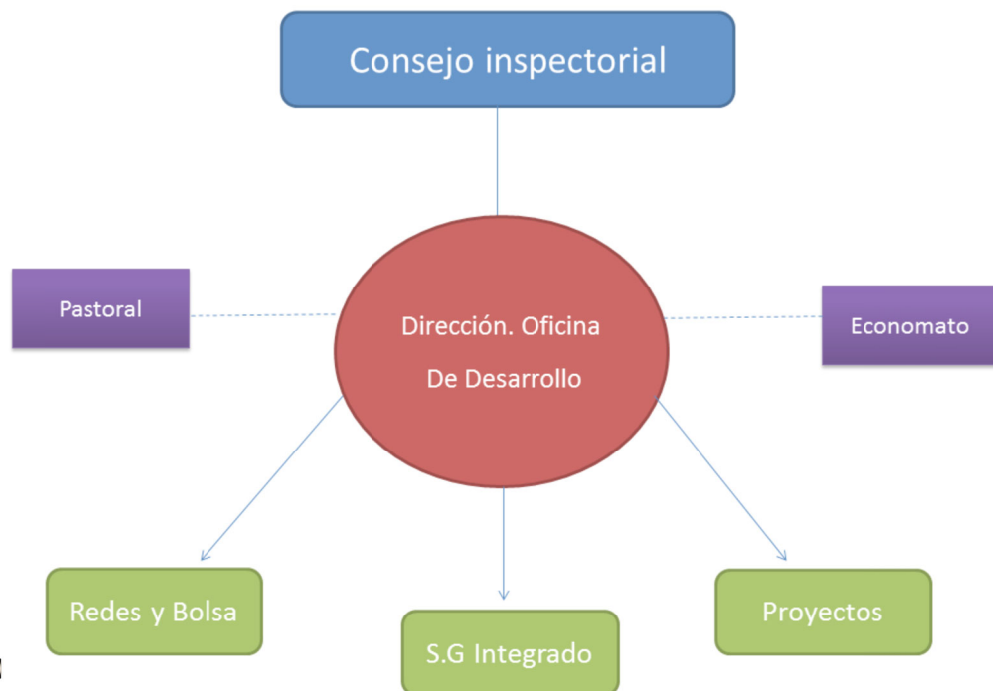 Consejo inspectorial
Pastoral
Dirección. Oficina
De Desarrollo
Economato
Redes y Bolsa
S.G Integrado
Proyectos